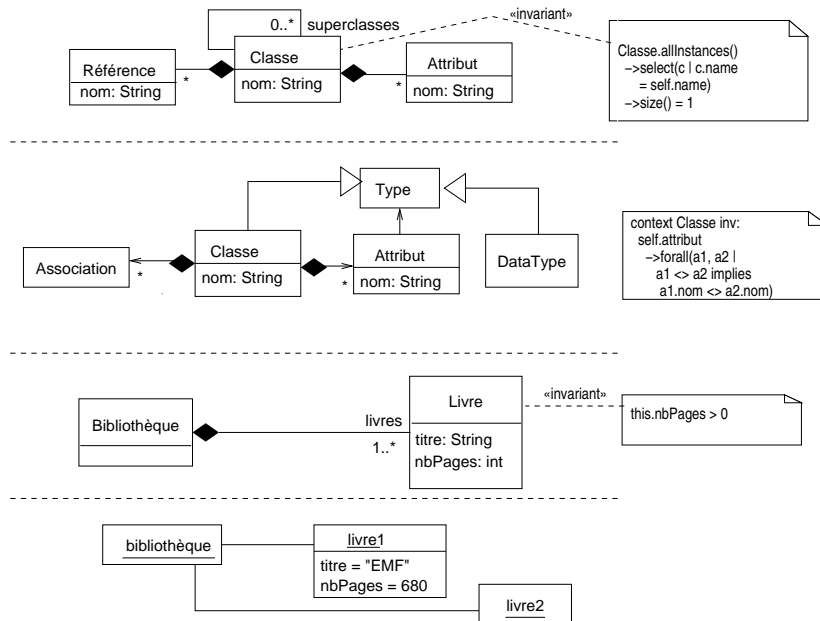 0..* superclasses
«invariant»
Classe
nom: String
Référence
nom: String
*
Attribut
nom: String
*
Classe.allInstances()
−>select(c | c.name
= self.name)
−>size() = 1
Type
Classe
nom: String
Association
*
Attribut
nom: String
*
DataType
context Classe inv:
self.attribut
−>forall(a1, a2 |
a1 <> a2 implies
a1.nom <> a2.nom)
Bibliothèque
livres
1..*
Livre
titre: String
nbPages: int
«invariant»
this.nbPages > 0
bibliothèque
livre1
titre = "EMF"
nbPages = 680
livre2